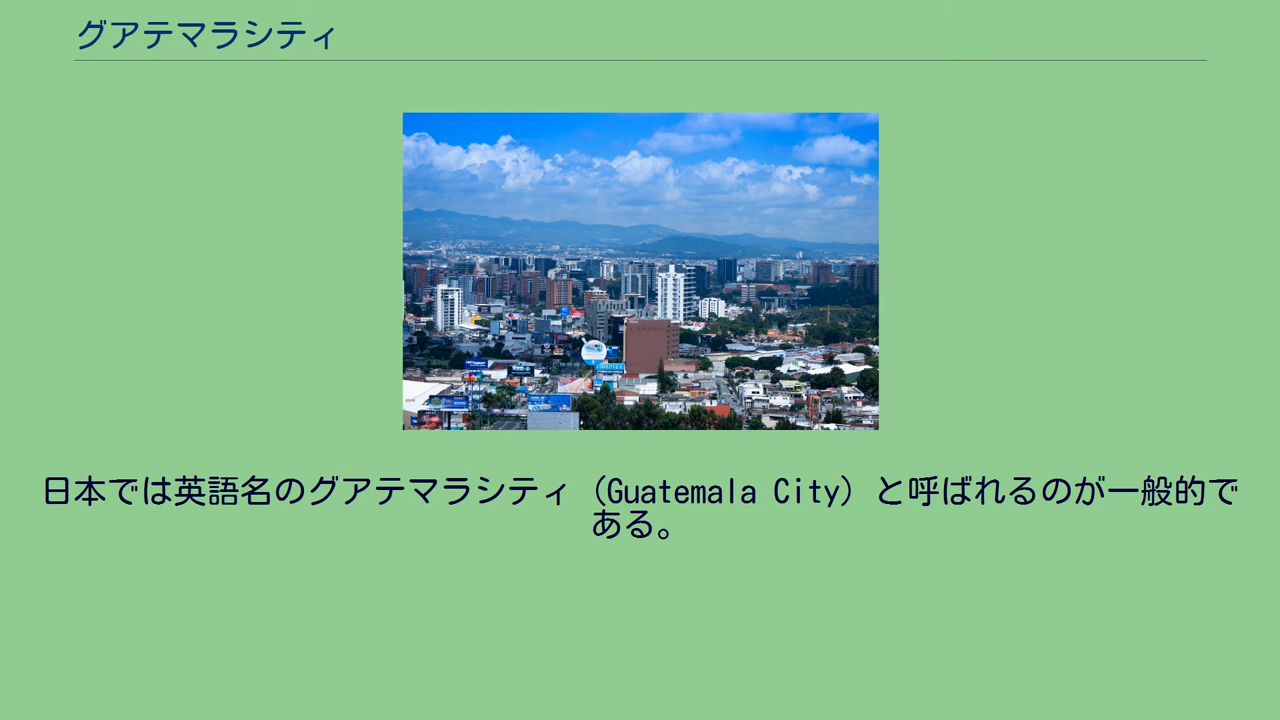 グアテマラシティ
日本では英語名のグアテマラシティ（Guatemala City）と呼ばれるのが一般的で
ある。